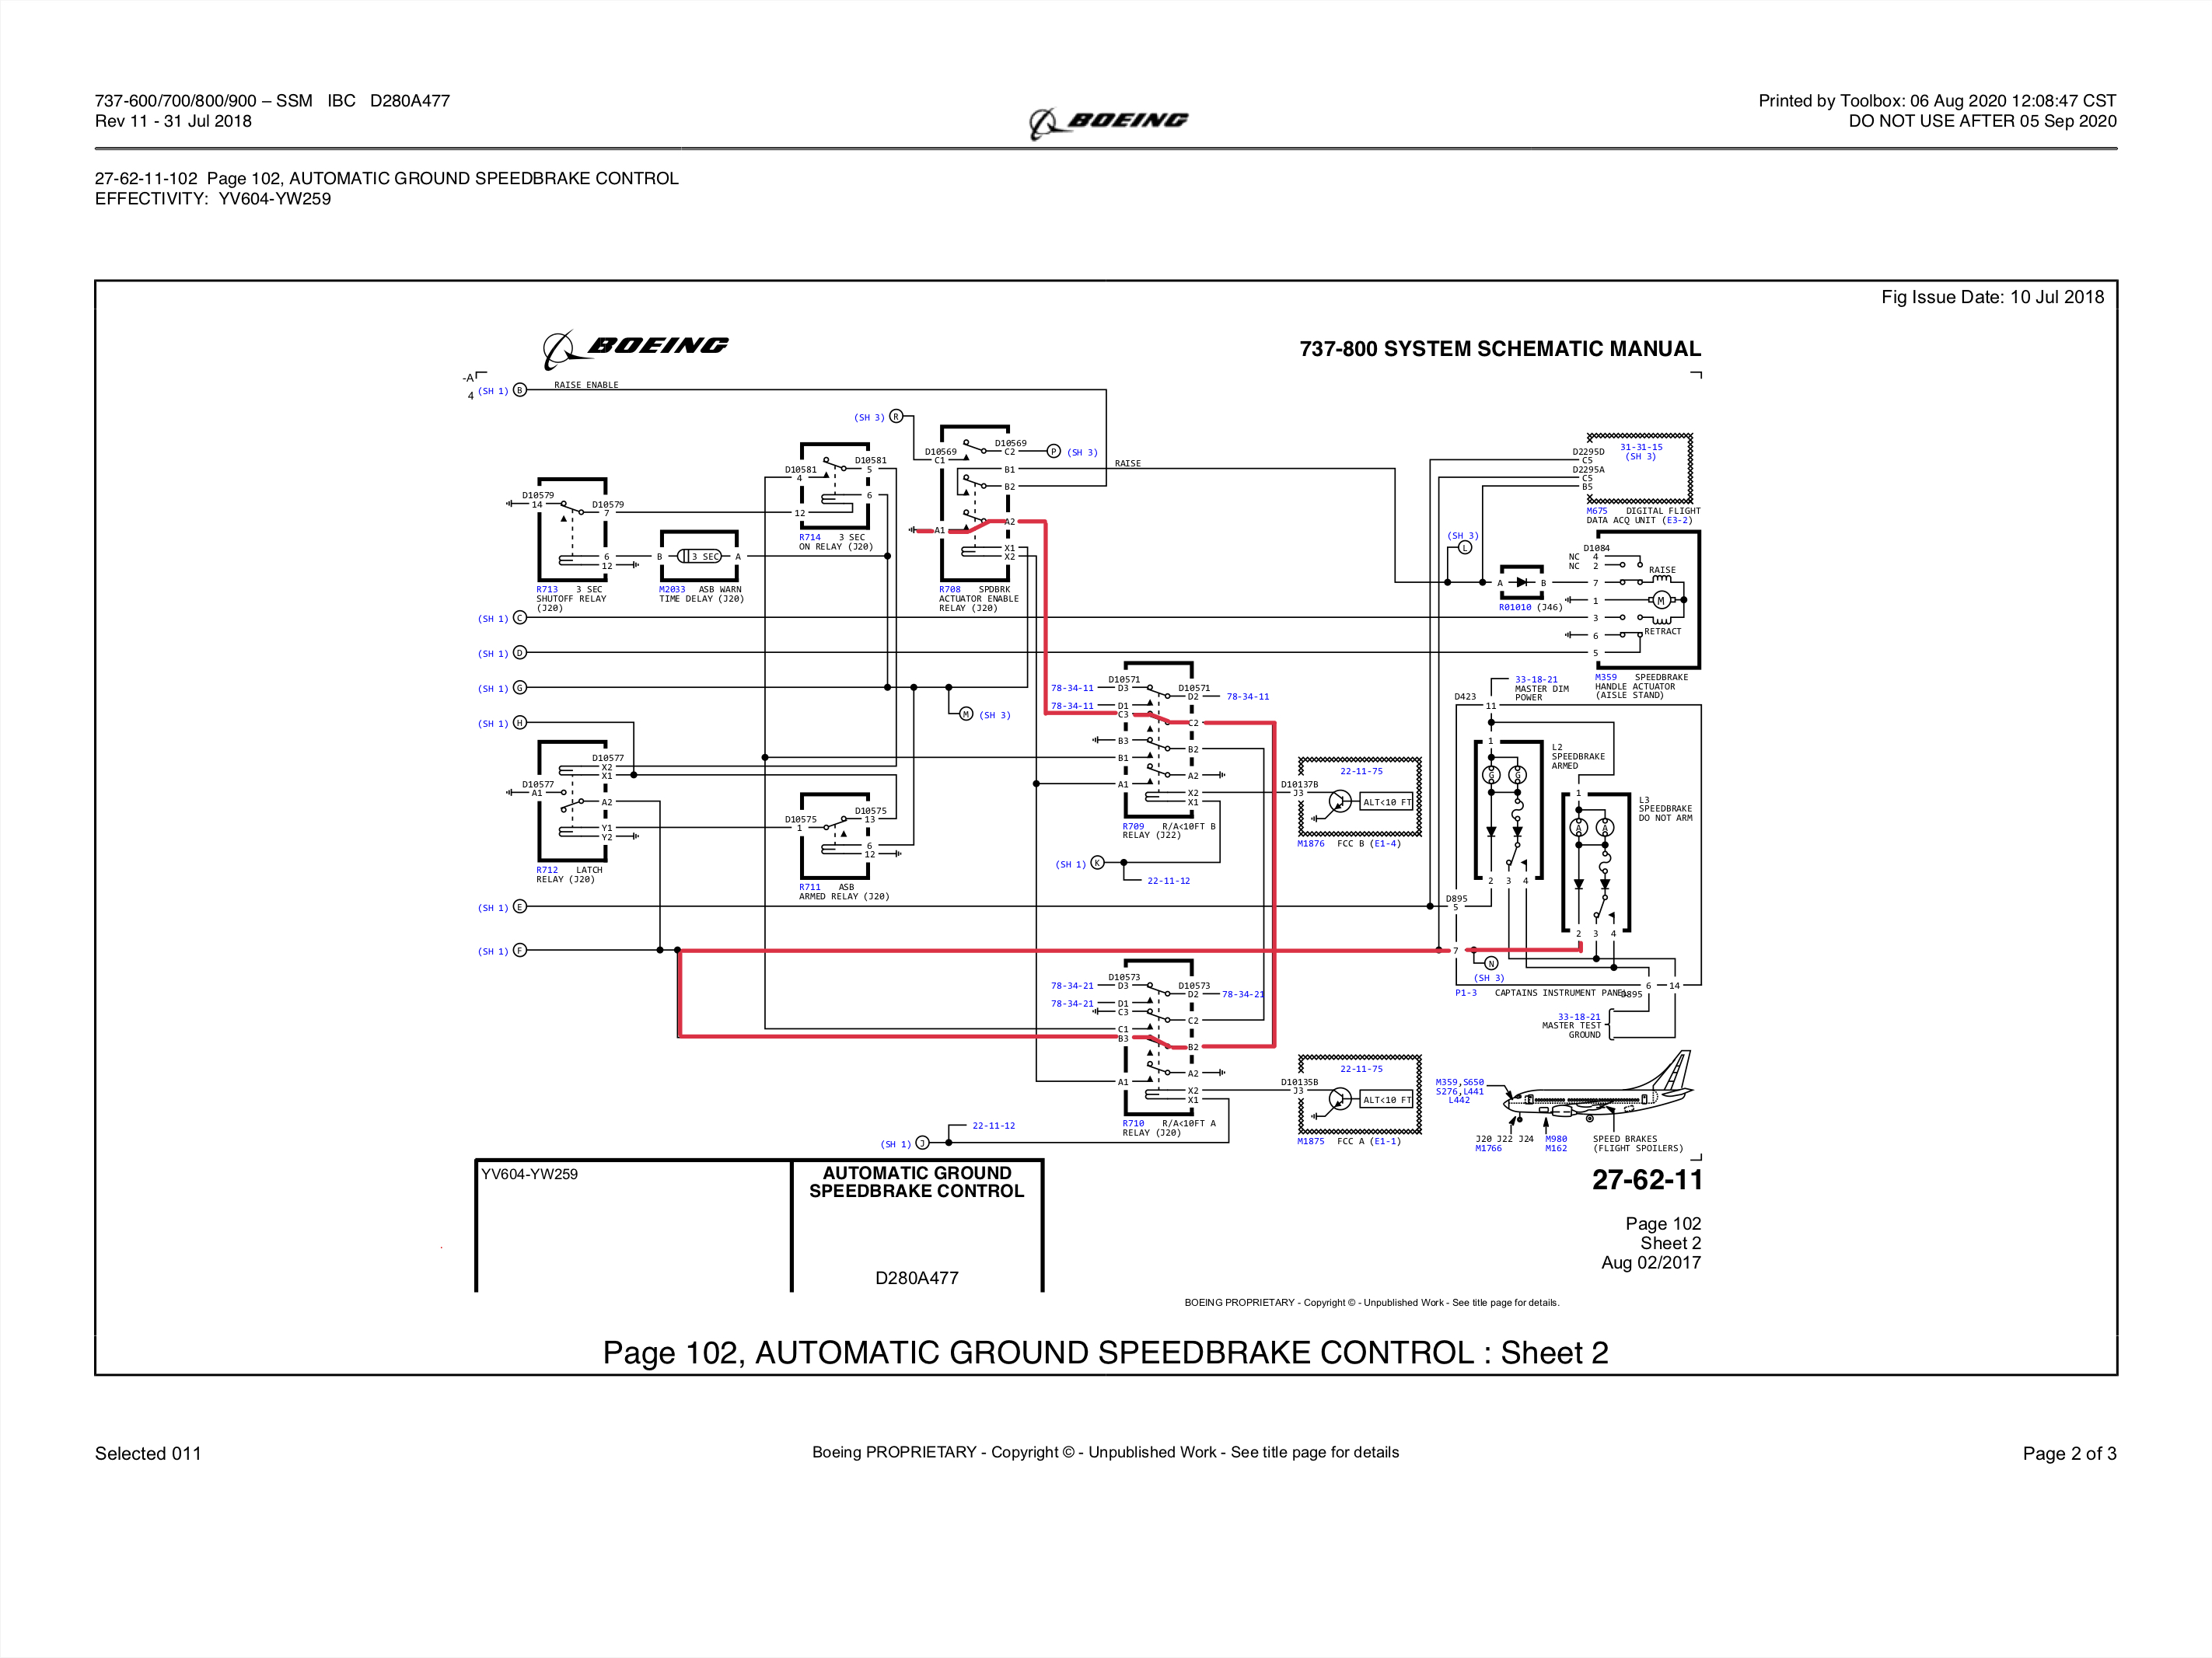 737-600/700/800/900 – SSM IBC D280A477
Rev 11 - 31 Jul 2018
BOEING
Printed by Toolbox: 06 Aug 2020 12:08:47 CST
DO NOT USE AFTER 05 Sep 2020
27-62-11-102 Page 102, AUTOMATIC GROUND SPEEDBRAKE CONTROL
EFFECTIVITY: YV604-YW259
Fig Issue Date: 10 Jul 2018
BOEING
737-800 SYSTEM SCHEMATIC MANUAL
-A
4
(SH 1) B
RAISE ENABLE
(SH 3) R
D10569
C1
D10569
C2
P (SH 3)
B1
RAISE
B2
A1
A2
X1
X2
R708 SPDBRK
ACTUATOR ENABLE
RELAY (J20)
D10581
4
D10581
5
6
12
R714 3 SEC
ON RELAY (J20)
D10579
14
D10579
7
6
12
R713 3 SEC
SHUTOFF RELAY
(J20)
B
3 SEC
A
M2033 ASB WARN
TIME DELAY (J20)
D2295D
C5
D2295A
C5
B5
31-31-15
(SH 3)
M675 DIGITAL FLIGHT
DATA ACQ UNIT (E3-2)
(SH 3)
L
A
B
R01010 (J46)
D1084
NC 4
NC 2
7
1
3
6
5
RAISE
M
RETRACT
M359 SPEEDBRAKE
HANDLE ACTUATOR
(AISLE STAND)
(SH 1) C
(SH 1) D
(SH 1) G
M (SH 3)
(SH 1) H
D10577
X2
X1
D10577
A1
A2
Y1
Y2
R712 LATCH
RELAY (J20)
D10575
1
D10575
13
6
12
R711 ASB
ARMED RELAY (J20)
78-34-11
D10571
D3
D10571
D2
78-34-11
78-34-11
D1
C3
C2
B3
B2
B1
A2
A1
X2
X1
R709 R/A<10FT B
RELAY (J22)
(SH 1) K
22-11-12
22-11-75
D10137B
J3
ALT<10 FT
M1876 FCC B (E1-4)
33-18-21
MASTER DIM
POWER
D423
11
1
L2
SPEEDBRAKE
ARMED
G
G
2 3 4
1
L3
SPEEDBRAKE
DO NOT ARM
A
A
2 3 4
D895
5
7
N
(SH 3)
P1-3 CAPTAINS INSTRUMENT PANEL
D895
6
14
33-18-21
MASTER TEST
GROUND
(SH 1) E
(SH 1) F
78-34-21
D10573
D3
D10573
D2
78-34-21
78-34-21
D1
C3
C2
C1
B3
B2
A2
A1
X2
X1
R710 R/A<10FT A
RELAY (J20)
22-11-12
(SH 1) J
22-11-75
D10135B
J3
ALT<10 FT
M1875 FCC A (E1-1)
M359,S650
S276,L441
L442
J20 J22 J24
M1766
M980
M162
SPEED BRAKES
(FLIGHT SPOILERS)
YV604-YW259
AUTOMATIC GROUND
SPEEDBRAKE CONTROL
D280A477
27-62-11
Page 102
Sheet 2
Aug 02/2017
BOEING PROPRIETARY - Copyright © - Unpublished Work - See title page for details.
Page 102, AUTOMATIC GROUND SPEEDBRAKE CONTROL : Sheet 2
Selected 011
Boeing PROPRIETARY - Copyright © - Unpublished Work - See title page for details
Page 2 of 3